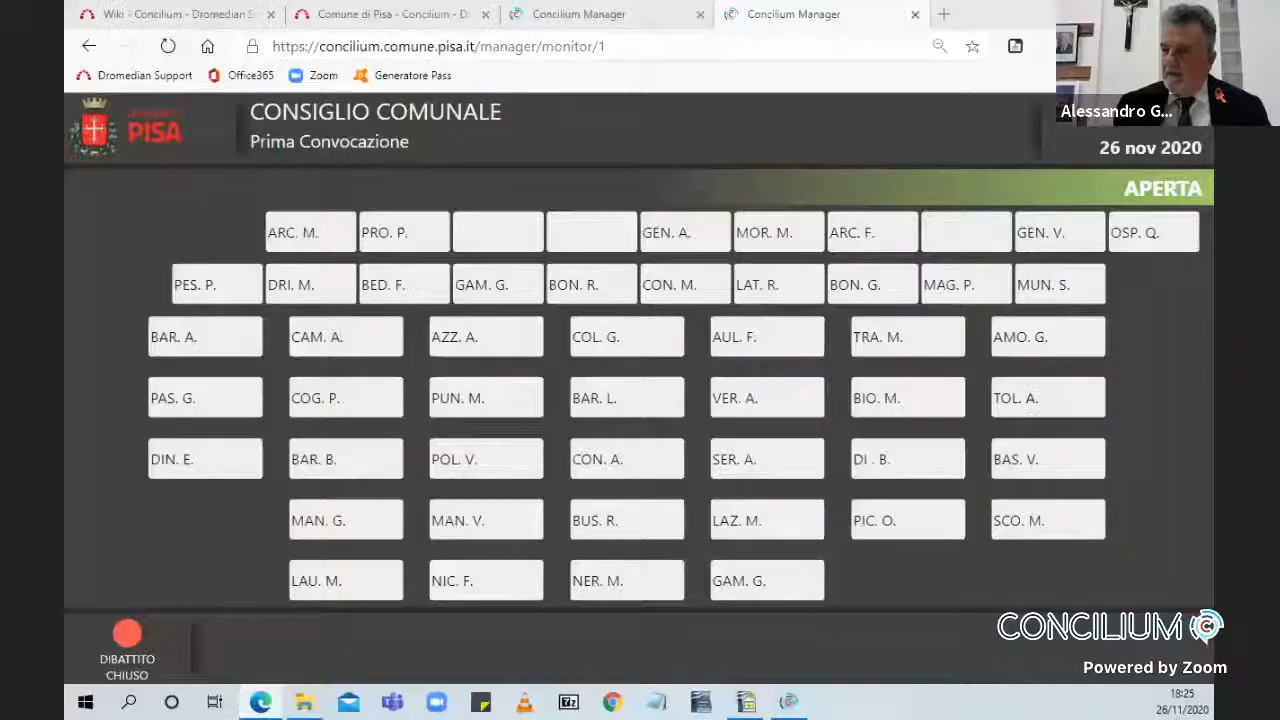 Wiki - Concilium - Dromedian S
Comune di Pisa - Concilium - D
Concilium Manager
Concilium Manager
https://concilium.comune.pisa.it/manager/monitor/1
Dromedian Support
Office365
Zoom
Generatore Pass
Alessandro G...
PISA
CONSIGLIO COMUNALE
Prima Convocazione
26 nov 2020
APERTA
ARC. M. PRO. P. GEN. A. MOR. M. ARC. F. GEN. V. OSP. Q.
PES. P. DRI. M. BED. F. GAM. G. BON. R. CON. M. LAT. R. BON. G. MAG. P. MUN. S.
BAR. A. CAM. A. AZZ. A. COL. G. AUL. F. TRA. M. AMO. G.
PAS. G. COG. P. PUN. M. BAR. L. VER. A. BIO. M. TOL. A.
DIN. E. BAR. B. POL. V. CON. A. SER. A. DI . B. BAS. V.
MAN. G. MAN. V. BUS. R. LAZ. M. PIC. O. SCO. M.
LAU. M. NIC. F. NER. M. GAM. G.
DIBATTITO
CHIUSO
CONCILIUM
Powered by Zoom
18:25
26/11/2020